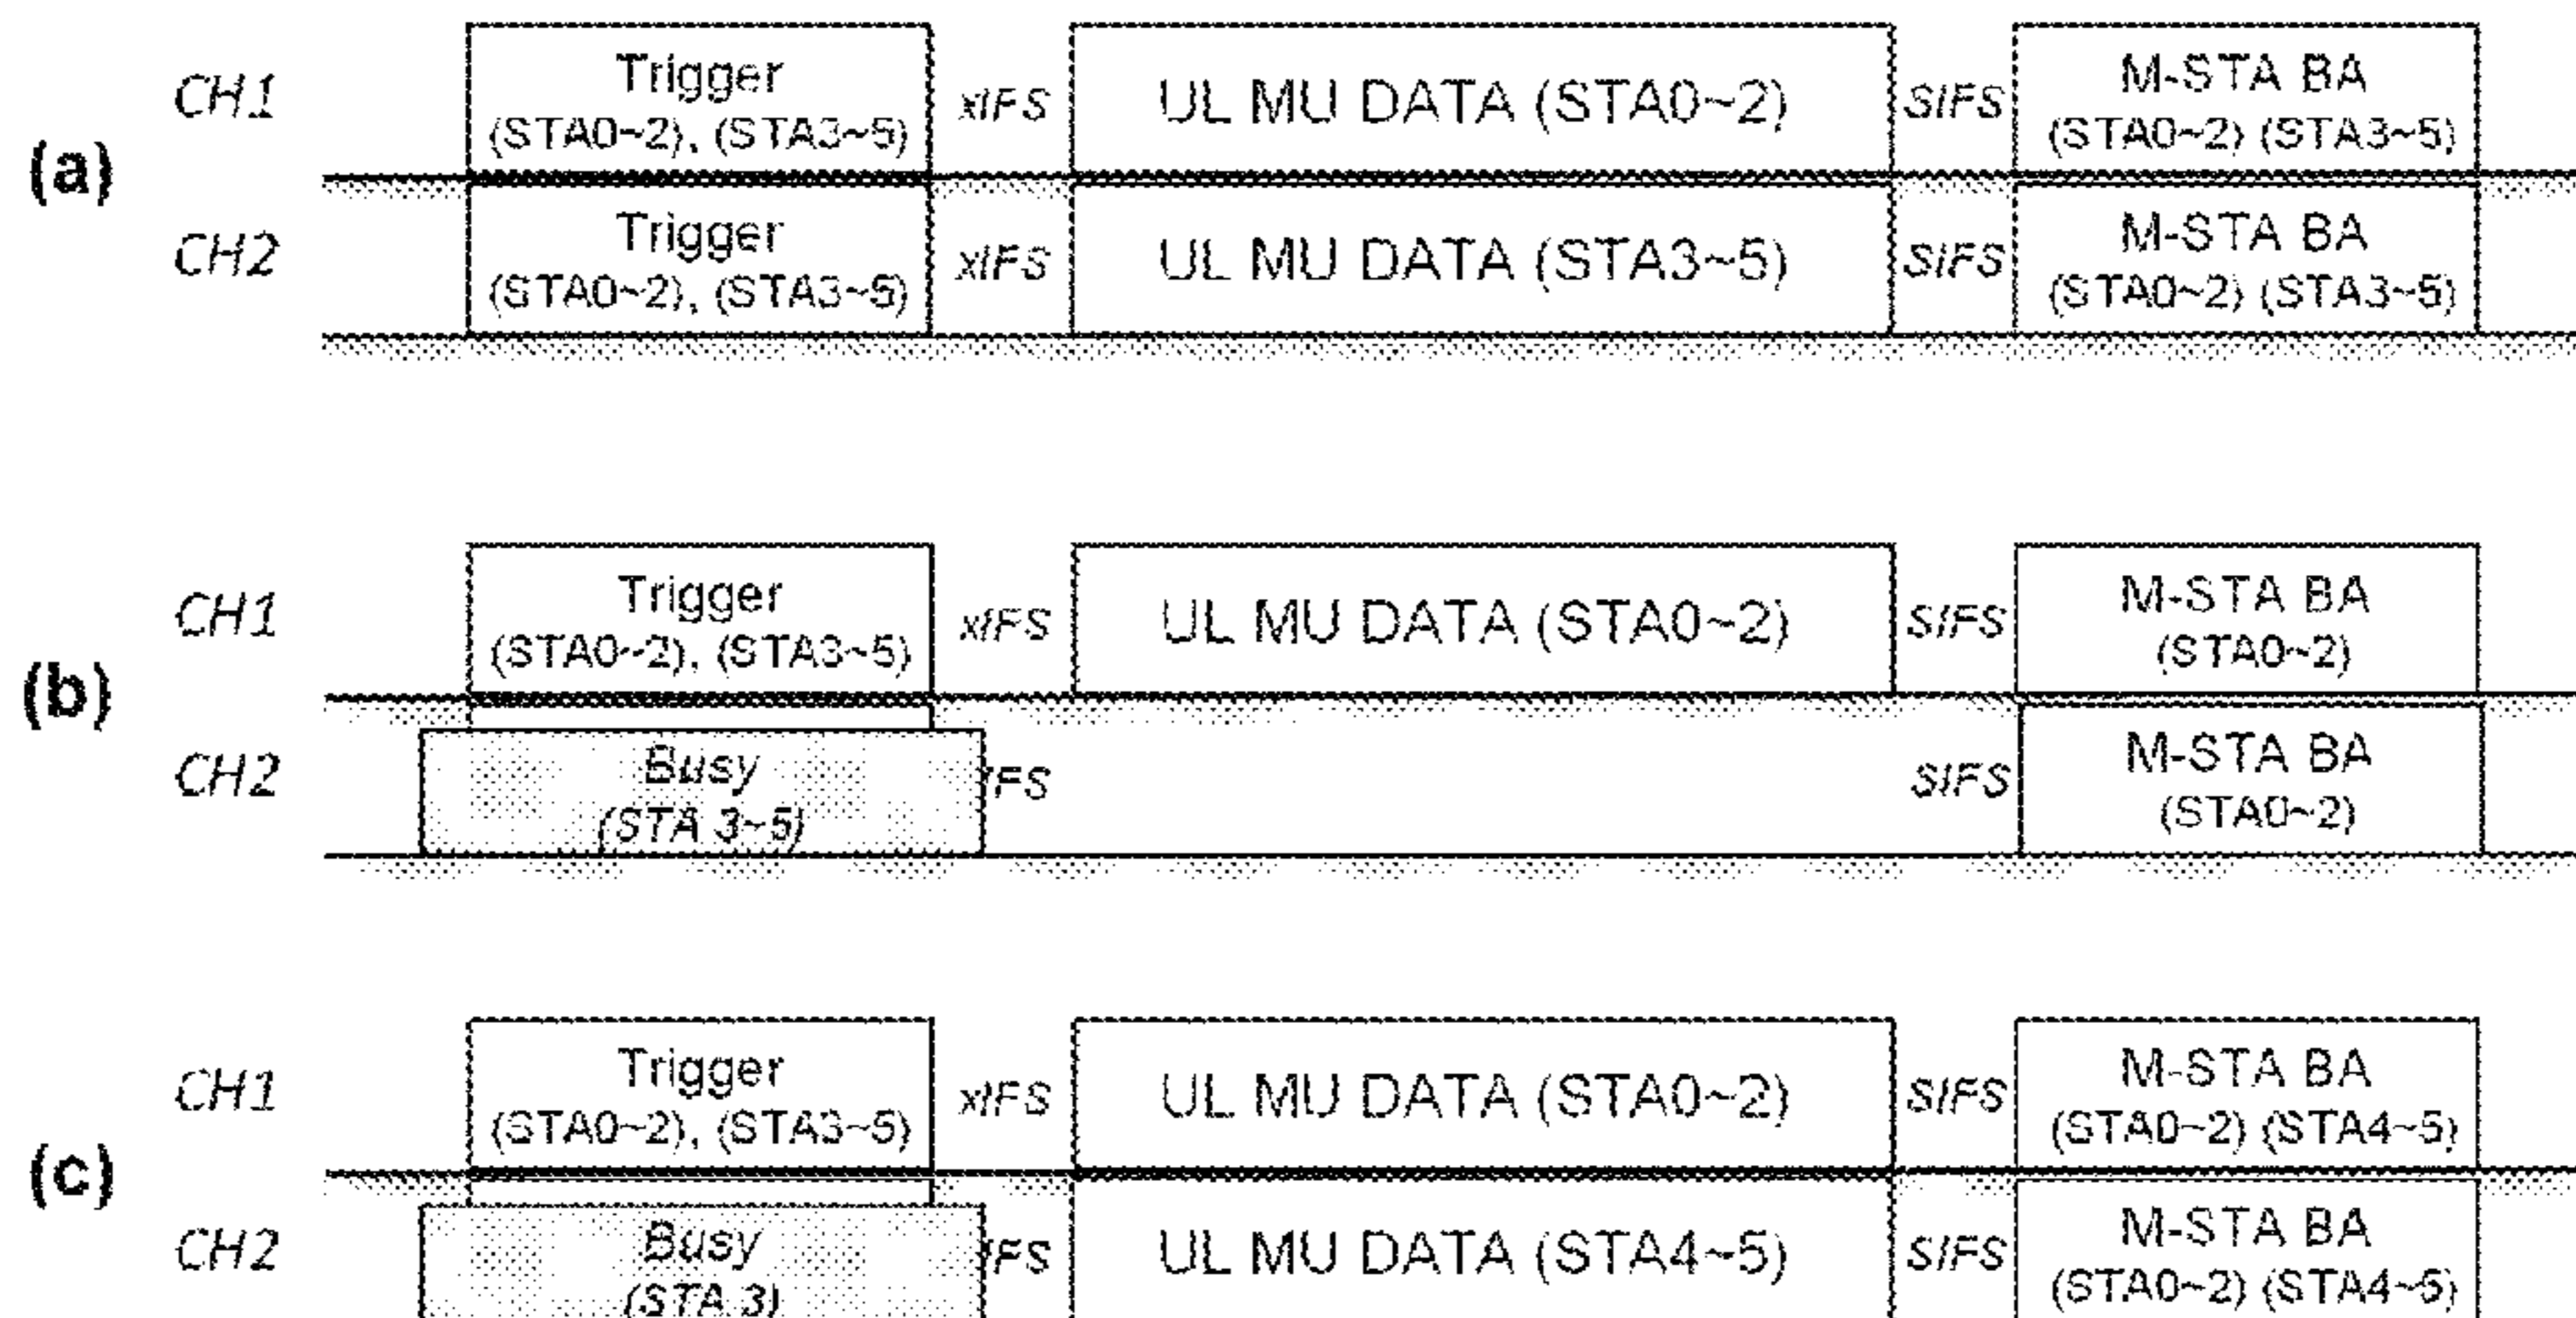 (a)
CH1
Trigger
(STA0~2), (STA3~5)
xIFS
UL MU DATA (STA0~2)
SIFS
M-STA BA
(STA0~2) (STA3~5)
CH2
Trigger
(STA0~2), (STA3~5)
xIFS
UL MU DATA (STA3~5)
SIFS
M-STA BA
(STA0~2) (STA3~5)
(b)
CH1
Trigger
(STA0~2), (STA3~5)
xIFS
UL MU DATA (STA0~2)
SIFS
M-STA BA
(STA0~2)
CH2
Busy
(STA 3~5)
IFS
SIFS
M-STA BA
(STA0~2)
(c)
CH1
Trigger
(STA0~2), (STA3~5)
xIFS
UL MU DATA (STA0~2)
SIFS
M-STA BA
(STA0~2) (STA4~5)
CH2
Busy
(STA 3)
IFS
UL MU DATA (STA4~5)
SIFS
M-STA BA
(STA0~2) (STA4~5)